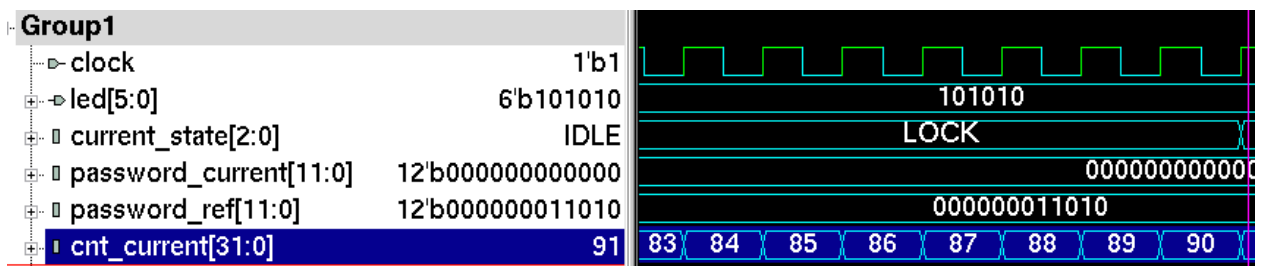 Group1
clock 1'b1
led[5:0] 6'b101010 101010
current_state[2:0] IDLE LOCK
password_current[11:0] 12'b000000000000 000000000000
password_ref[11:0] 12'b000000011010 000000011010
cnt_current[31:0] 91 83 84 85 86 87 88 89 90